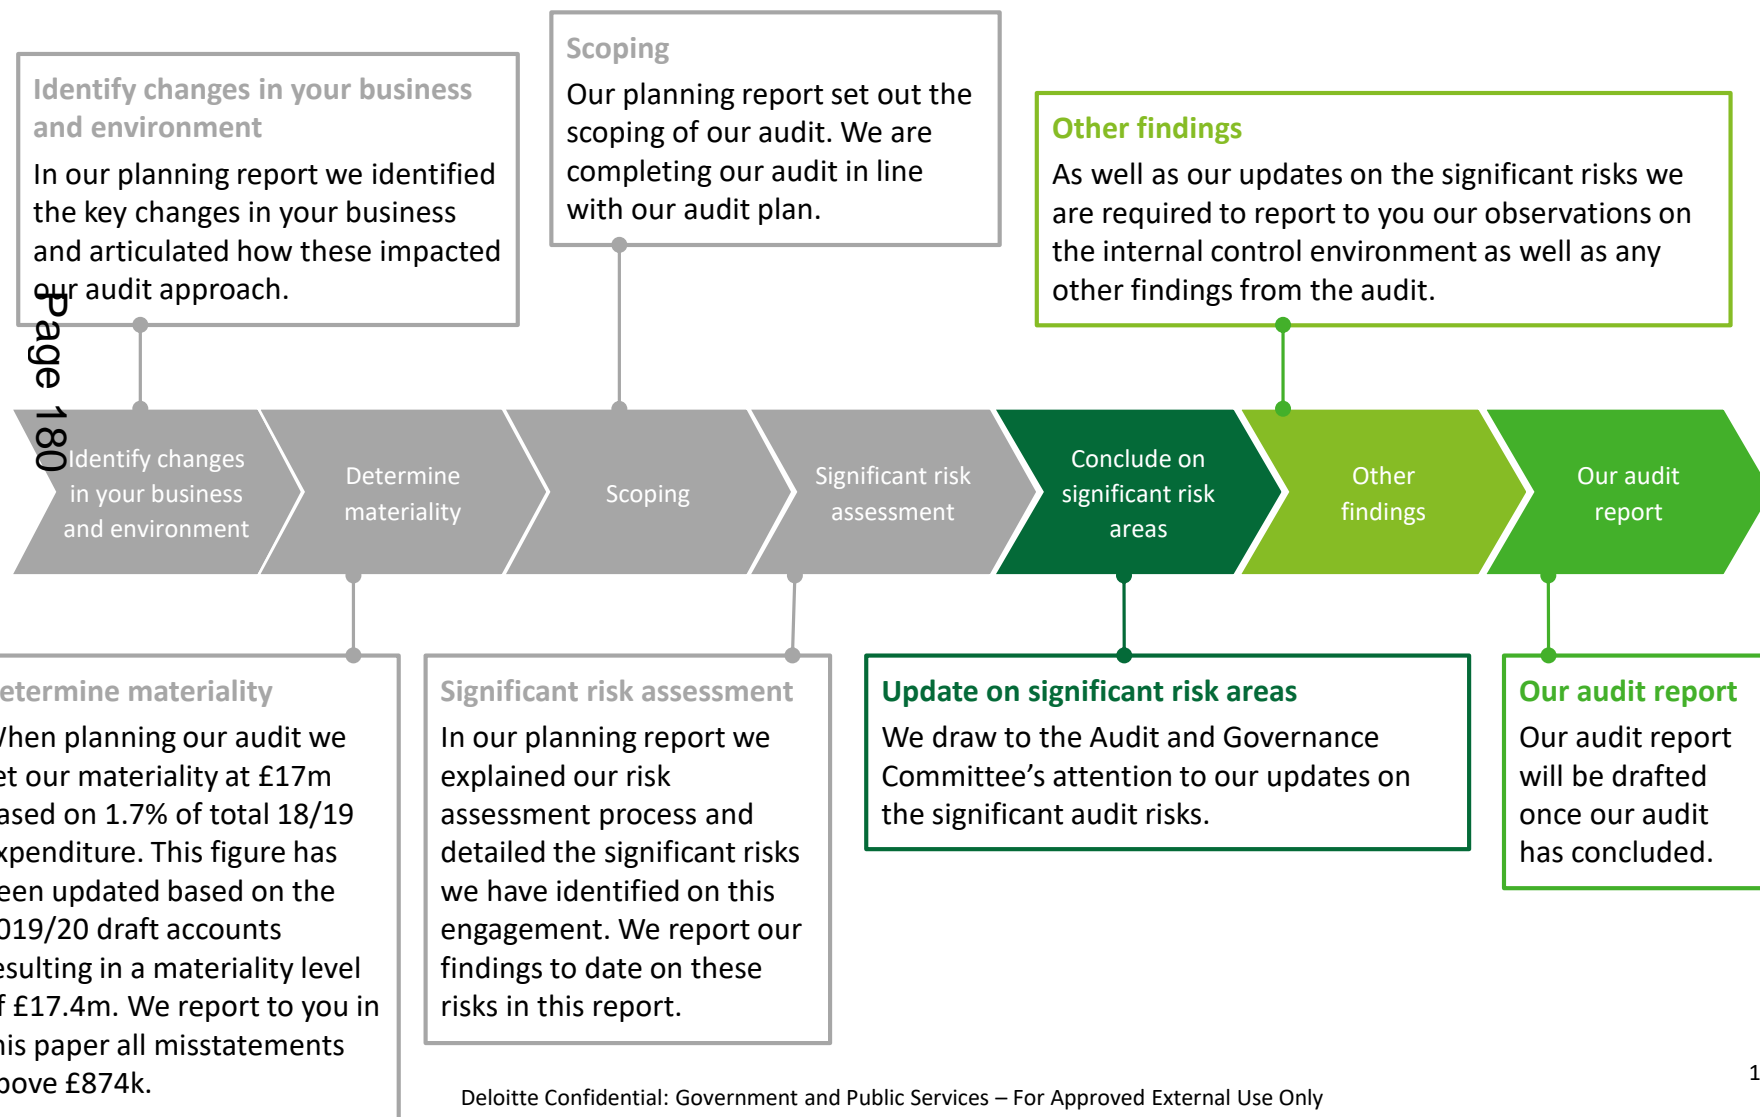 Identify changes in your business
and environment
In our planning report we identified
the key changes in your business
and articulated how these impacted
our audit approach.
Scoping
Our planning report set out the
scoping of our audit. We are
completing our audit in line
with our audit plan.
Other findings
As well as our updates on the significant risks we
are required to report to you our observations on
the internal control environment as well as any
other findings from the audit.
Page 180
Identify changes
in your business
and environment
Determine
materiality
Scoping
Significant risk
assessment
Conclude on
significant risk
areas
Other
findings
Our audit
report
etermine materiality
hen planning our audit we
et our materiality at £17m
ased on 1.7% of total 18/19
xpenditure. This figure has
een updated based on the
019/20 draft accounts
esulting in a materiality level
f £17.4m. We report to you in
his paper all misstatements
bove £874k.
Significant risk assessment
In our planning report we
explained our risk
assessment process and
detailed the significant risks
we have identified on this
engagement. We report our
findings to date on these
risks in this report.
Update on significant risk areas
We draw to the Audit and Governance
Committee’s attention to our updates on
the significant audit risks.
Our audit report
Our audit report
will be drafted
once our audit
has concluded.
1
Deloitte Confidential: Government and Public Services – For Approved External Use Only